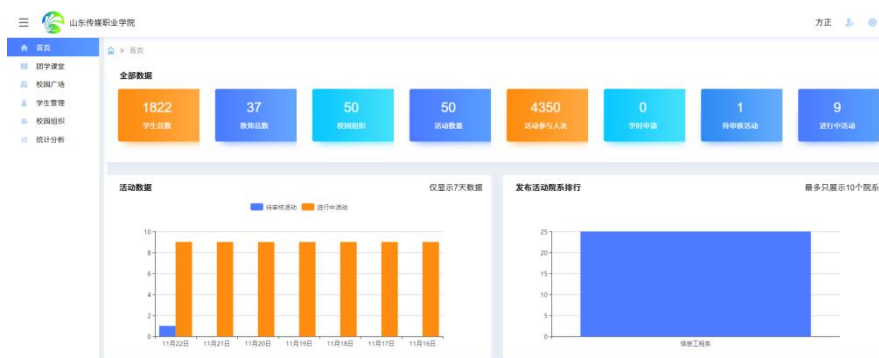 山东传媒职业学院
方正
首页
团学课堂
校园广场
学生管理
校园组织
统计分析
首页
全部数据
1822
学生总数
37
教师总数
50
校园组织
50
活动数量
4350
活动参与人次
0
学时申请
1
待审核活动
9
进行中活动
活动数据
仅显示7天数据
待审核活动 进行中活动
10
8
6
4
2
0
11月22日 11月21日 11月20日 11月19日 11月18日 11月17日 11月16日
发布活动院系排行
最多只展示10个院系
25
20
15
10
5
0
信息工程系